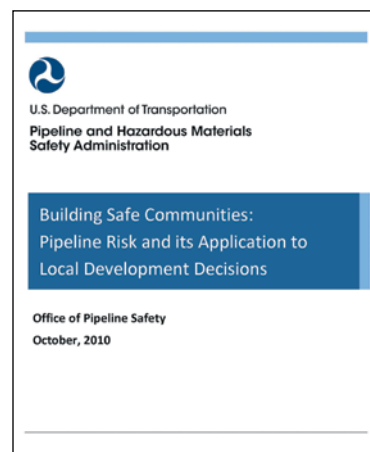 U.S. Department of Transportation
Pipeline and Hazardous Materials
Safety Administration
Building Safe Communities:
Pipeline Risk and its Application to
Local Development Decisions
Office of Pipeline Safety
October, 2010